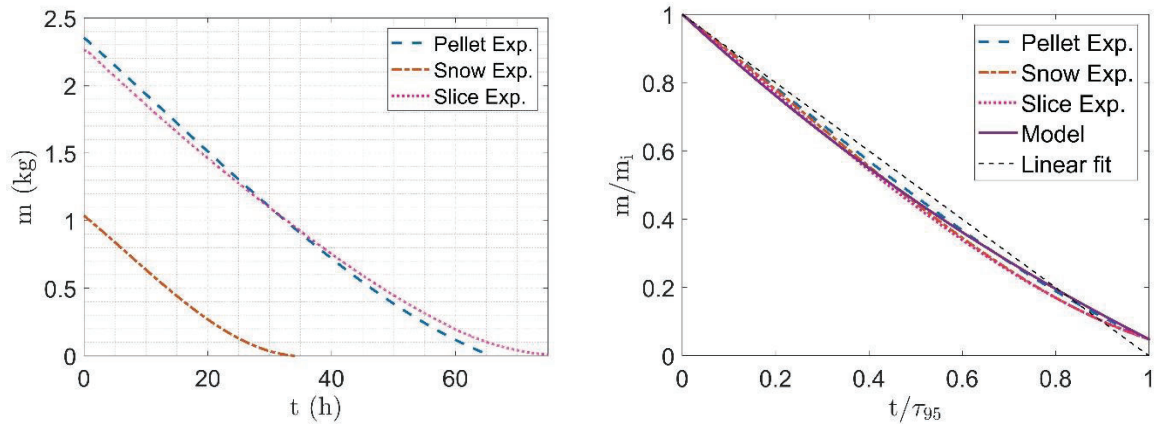 2.5
2
1.5
1
0.5
0
0
20
40
60
m (kg)
t (h)
Pellet Exp.
Snow Exp.
Slice Exp.
1
0.8
0.6
0.4
0.2
0
0
0.2
0.4
0.6
0.8
1
m/mᵢ
t/τ₉₅
Pellet Exp.
Snow Exp.
Slice Exp.
Model
Linear fit